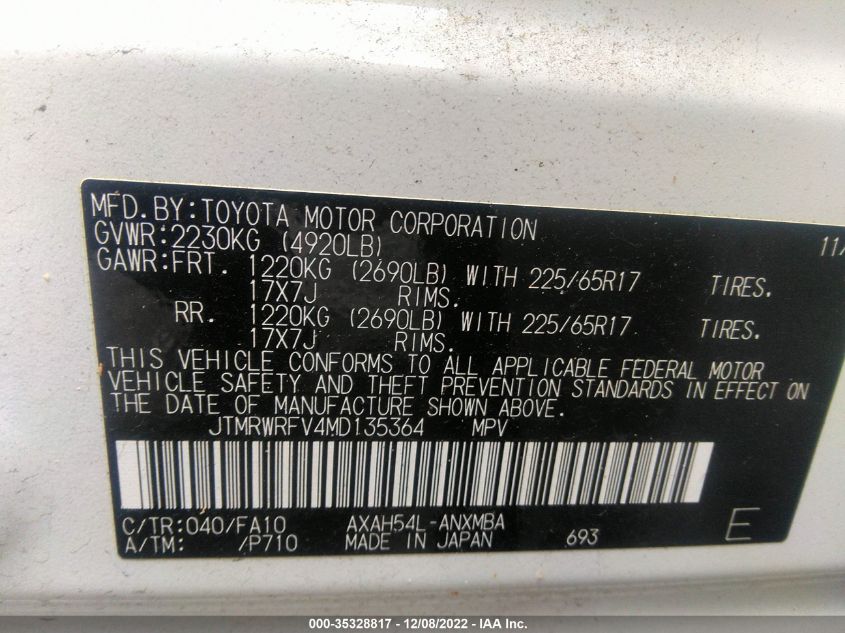 MFD.BY:TOYOTA MOTOR CORPORATION 11/
GVWR:2230KG (4920LB)
GAWR:FRT. 1220KG (2690LB) WITH 225/65R17 TIRES.
17X7J RIMS.
RR. 1220KG (2690LB) WITH 225/65R17 TIRES.
17X7J RIMS.
THIS VEHICLE CONFORMS TO ALL APPLICABLE FEDERAL MOTOR
VEHICLE SAFETY AND THEFT PREVENTION STANDARDS IN EFFECT ON
THE DATE OF MANUFACTURE SHOWN ABOVE.
JTMRWRFV4MD135364 MPV
C/TR:040/FA10 AXAH54L-ANXMBA
A/TM: /P710 MADE IN JAPAN 693 E
000-35328817 - 12/08/2022 - IAA Inc.